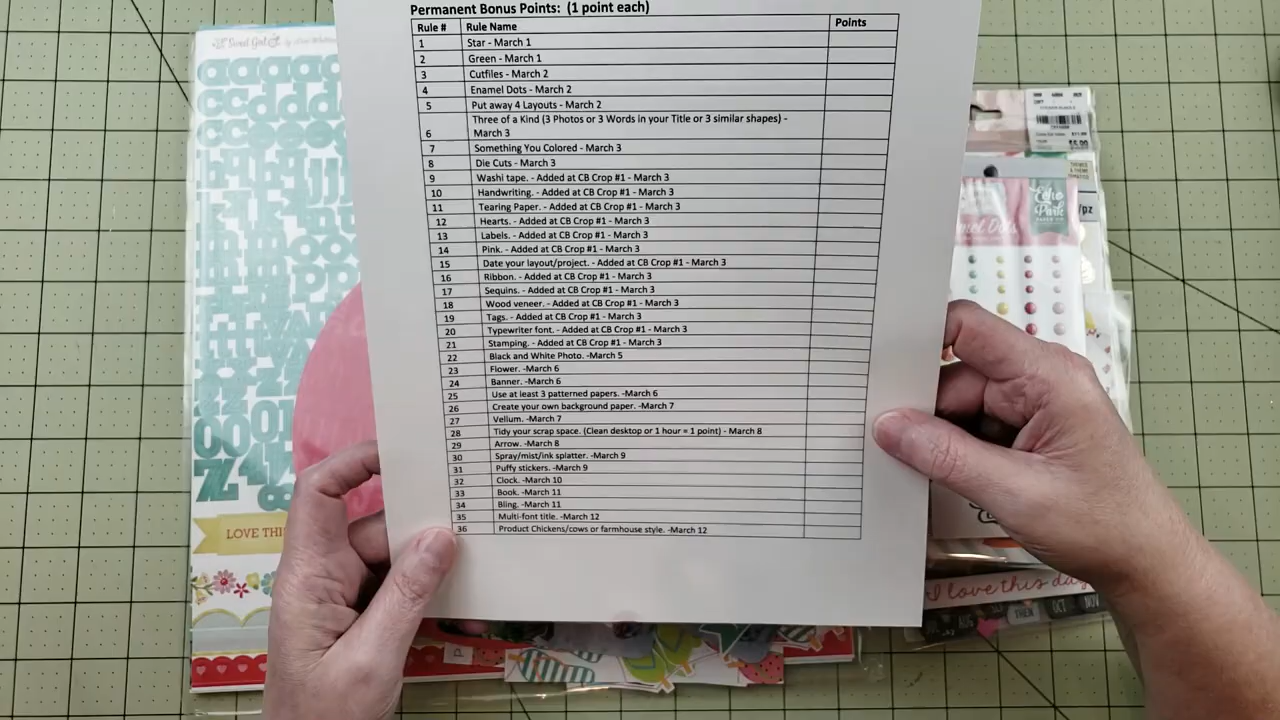 Permanent Bonus Points: (1 point each)
Rule # Rule Name Points
1 Star - March 1
2 Green - March 1
3 Cutfiles - March 2
4 Enamel Dots - March 2
5 Put away 4 Layouts - March 2
Three of a Kind (3 Photos or 3 Words in your Title or 3 similar shapes) -
6 March 3
7 Something You Colored - March 3
8 Die Cuts - March 3
9 Washi tape. - Added at CB Crop #1 - March 3
10 Handwriting. - Added at CB Crop #1 - March 3
11 Tearing Paper. - Added at CB Crop #1 - March 3
12 Hearts. - Added at CB Crop #1 - March 3
13 Labels. - Added at CB Crop #1 - March 3
14 Pink. - Added at CB Crop #1 - March 3
15 Date your layout/project. - Added at CB Crop #1 - March 3
16 Ribbon. - Added at CB Crop #1 - March 3
17 Sequins. - Added at CB Crop #1 - March 3
18 Wood veneer. - Added at CB Crop #1 - March 3
19 Tags. - Added at CB Crop #1 - March 3
20 Typewriter font. - Added at CB Crop #1 - March 3
21 Stamping. - Added at CB Crop #1 - March 3
22 Black and White Photo. -March 5
23 Flower. -March 6
24 Banner. -March 6
25 Use at least 3 patterned papers. -March 6
26 Create your own background paper. -March 7
27 Vellum. -March 7
28 Tidy your scrap space. (Clean desktop or 1 hour = 1 point) - March 8
29 Arrow. -March 8
30 Spray/mist/ink splatter. -March 9
31 Puffy stickers. -March 9
32 Clock. -March 10
33 Book. -March 11
34 Bling. -March 11
35 Multi-font title. -March 12
36 Product Chickens/cows or farmhouse style. -March 12
Sweet Girl
LOVE THI
Echo
Park
Dots
/pz
I love this day
AUG
THEN
OCT
NOV